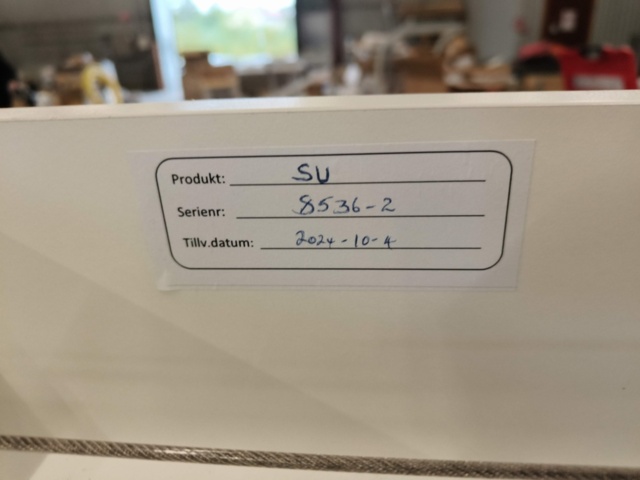 Produkt: SU
Serienr: 8536-2
Tillv.datum: 2024-10-4